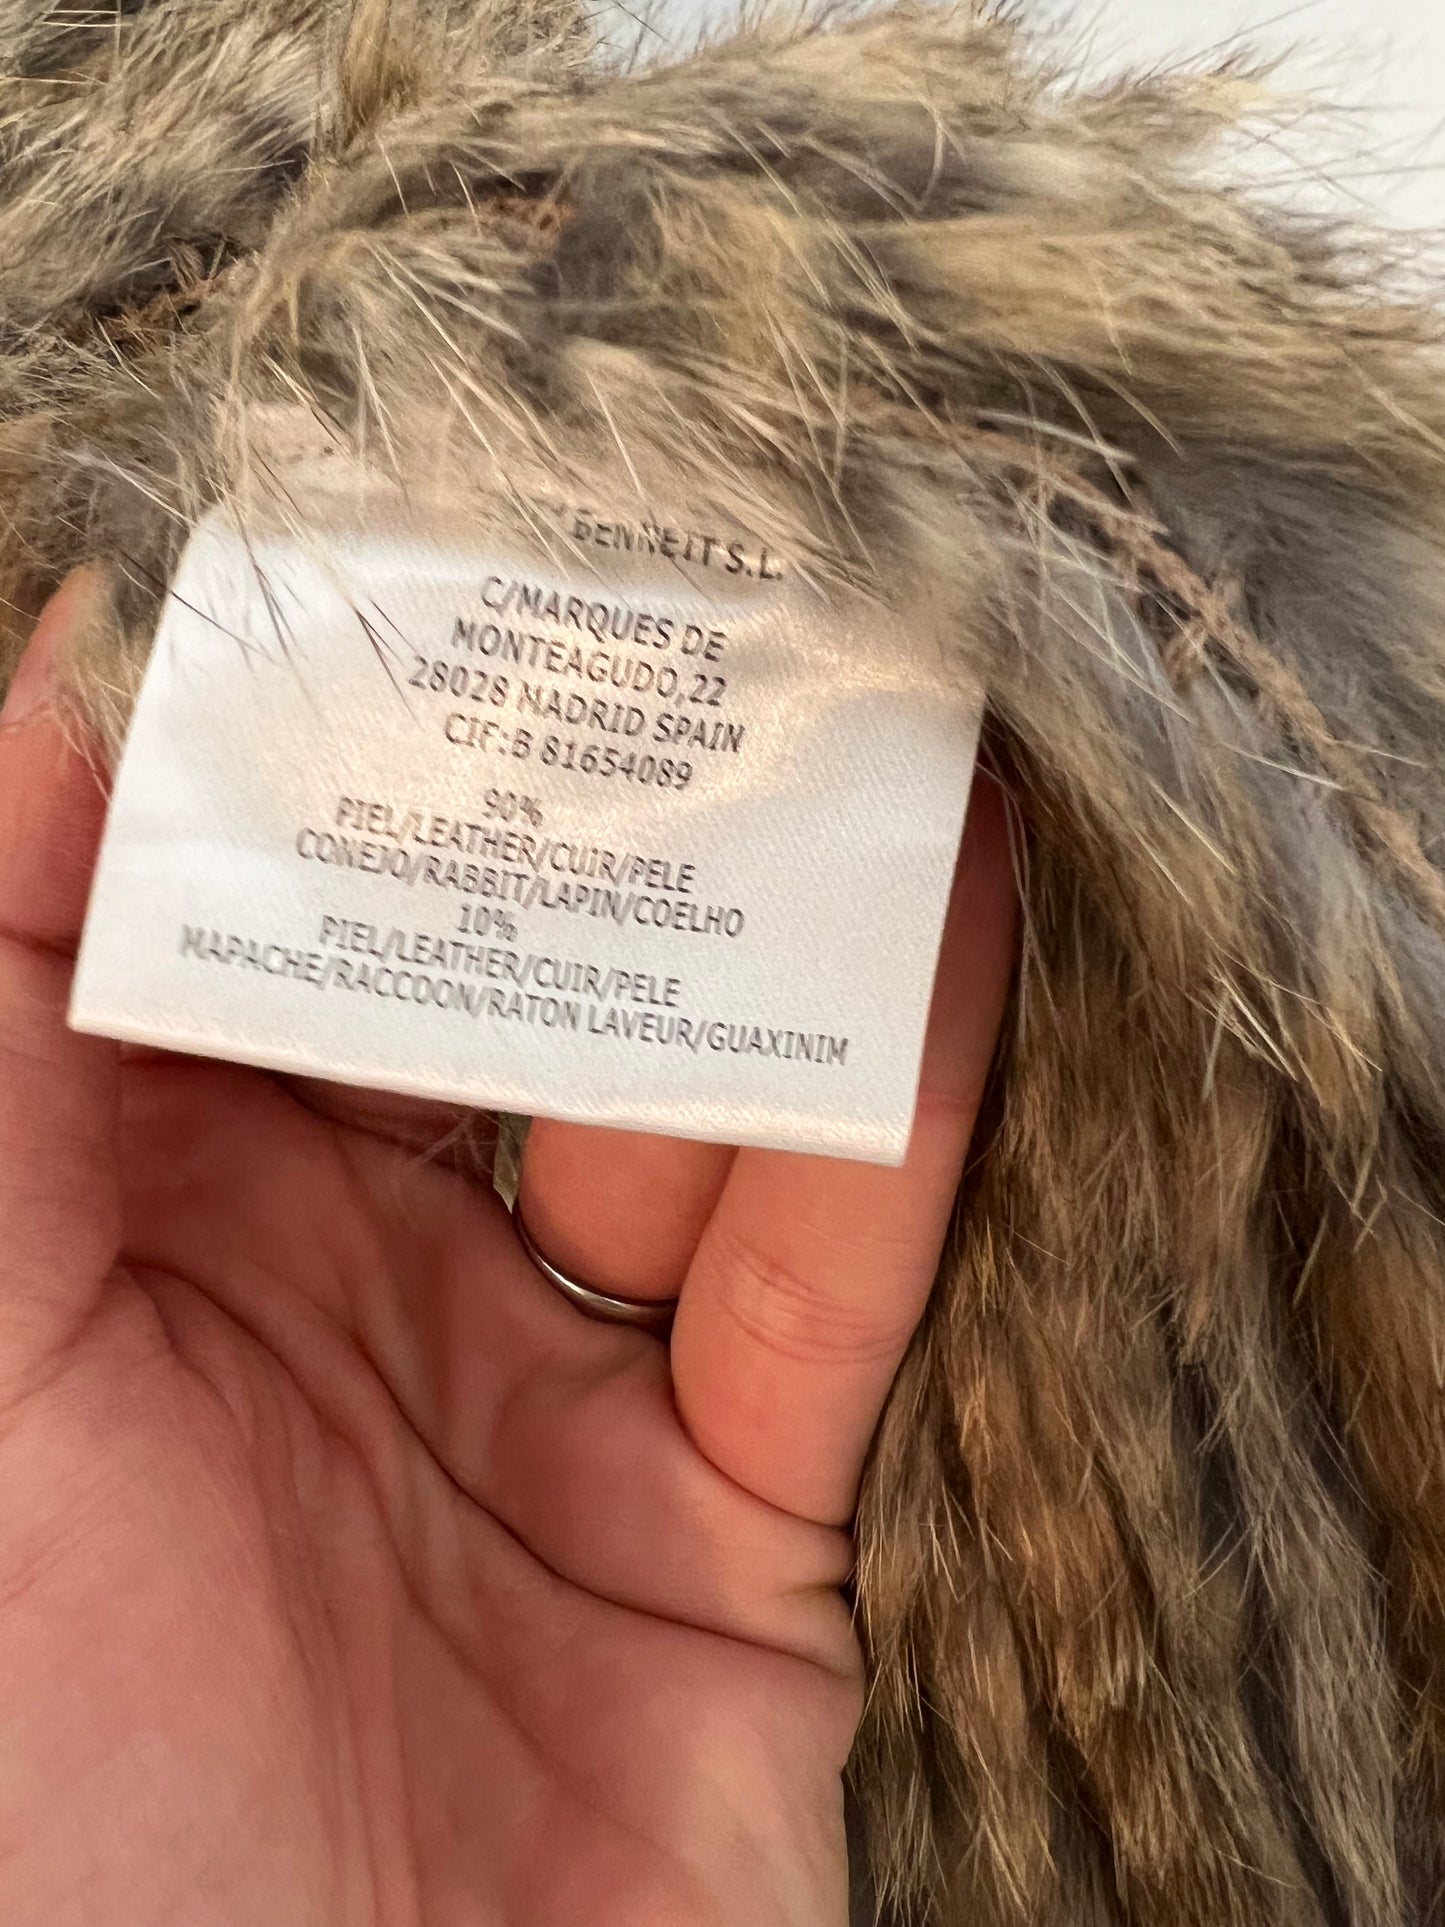 BENNEIT S.L.
C/MARQUES DE
MONTEAGUDO,22
28028 MADRID SPAIN
CIF:B 81654089
90%
PIEL/LEATHER/CUIR/PELE
CONEJO/RABBIT/LAPIN/COELHO
10%
PIEL/LEATHER/CUIR/PELE
MAPACHE/RACCOON/RATON LAVEUR/GUAXINIM